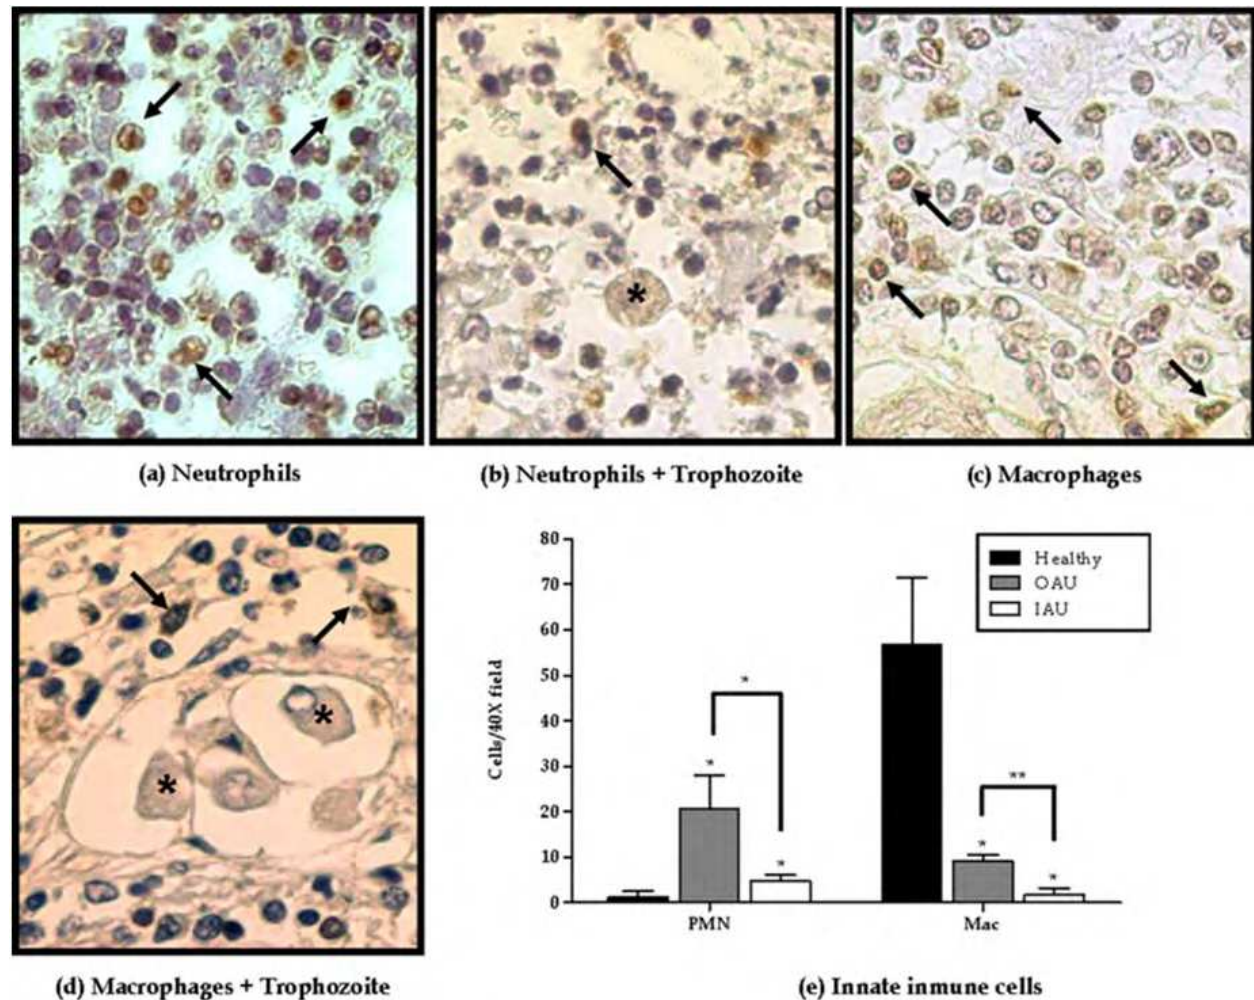 *
(a) Neutrophils
(b) Neutrophils + Trophozoite
(c) Macrophages
*
*
(d) Macrophages + Trophozoite
80
70
60
50
40
30
20
10
0
Cells/40X field
Healthy
OAU
IAU
*
*
*
**
*
*
PMN
Mac
(e) Innate inmune cells